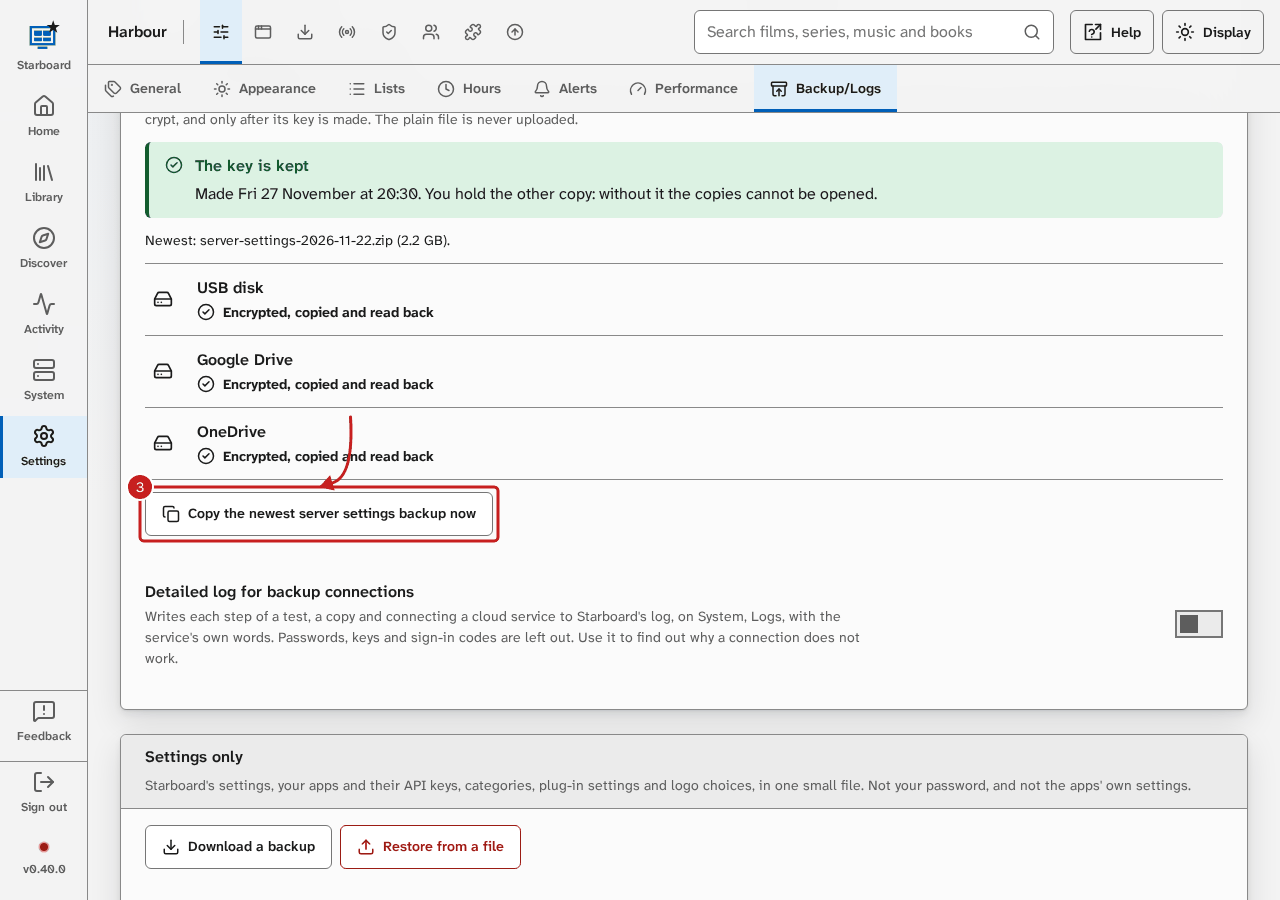 Starboard
Home
Library
Discover
Activity
System
Settings
Feedback
Sign out
v0.40.0
Harbour
Search films, series, music and books
Help
Display
General
Appearance
Lists
Hours
Alerts
Performance
Backup/Logs
crypt, and only after its key is made. The plain file is never uploaded.
The key is kept
Made Fri 27 November at 20:30. You hold the other copy: without it the copies cannot be opened.
Newest: server-settings-2026-11-22.zip (2.2 GB).
USB disk
Encrypted, copied and read back
Google Drive
Encrypted, copied and read back
OneDrive
Encrypted, copied and read back
3
Copy the newest server settings backup now
Detailed log for backup connections
Writes each step of a test, a copy and connecting a cloud service to Starboard's log, on System, Logs, with the
service's own words. Passwords, keys and sign-in codes are left out. Use it to find out why a connection does not
work.
Settings only
Starboard's settings, your apps and their API keys, categories, plug-in settings and logo choices, in one small file. Not your password, and not the apps' own settings.
Download a backup
Restore from a file